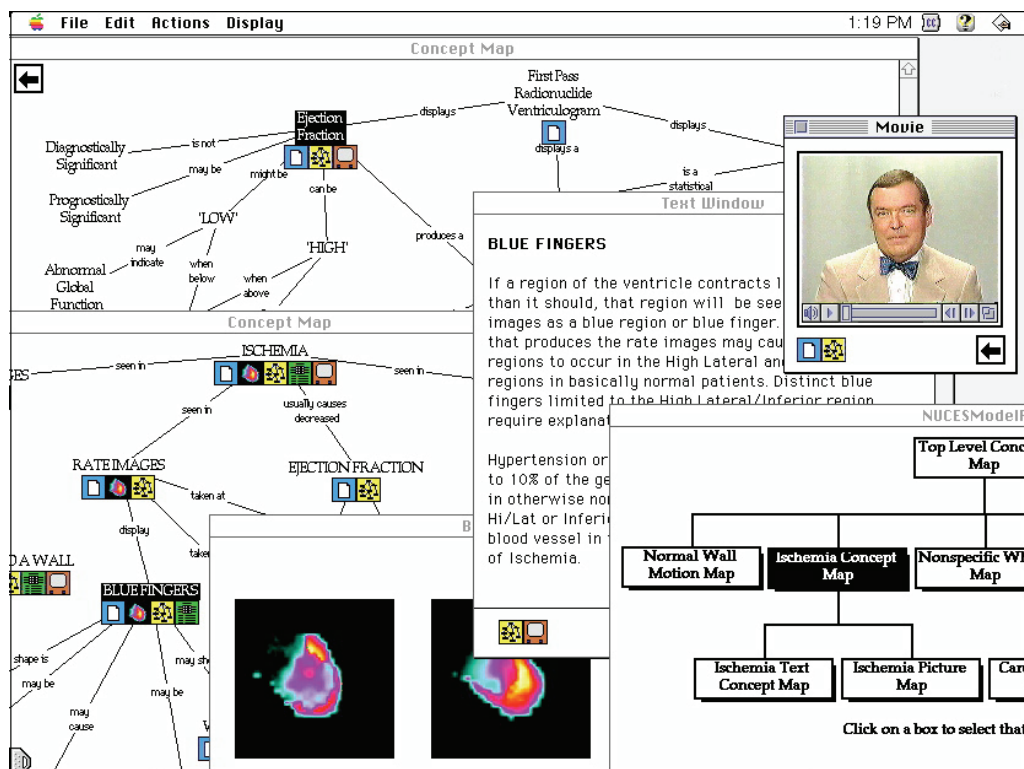 File Edit Actions Display
1:19 PM
Concept Map
First Pass
Radionuclide
Ventriculogram
displays
displays
displays a
Ejection
Fraction
is not
Diagnostically
Significant
may be
Prognostically
Significant
might be
can be
is a
statistical
'LOW'
'HIGH'
produces a
may
indicate
when
below
when
above
Abnormal
Global
Function
Movie
Text Window
BLUE FINGERS
If a region of the ventricle contracts l
than it should, that region will be see
images as a blue region or blue finger.
that produces the rate images may cau
regions to occur in the High Lateral an
regions in basically normal patients. Distinct blue
fingers limited to the High Lateral/Inferior region
require explanat
Hypertension or
to 10% of the ge
in otherwise no
Hi/Lat or Inferi
blood vessel in
of Ischemia.
Concept Map
ISCHEMIA
seen in
seen in
seen in
usually causes
decreased
RATE IMAGES
EJECTION FRACTION
taken at
display
taken
D A WALL
BLUE FINGERS
shape is
may be
may
cause
may be
may sh
B
NUCESModelF
Top Level Conc
Map
Normal Wall
Motion Map
Ischemia Concept
Map
Nonspecific W
Map
Ischemia Text
Concept Map
Ischemia Picture
Map
Car
Click on a box to select that